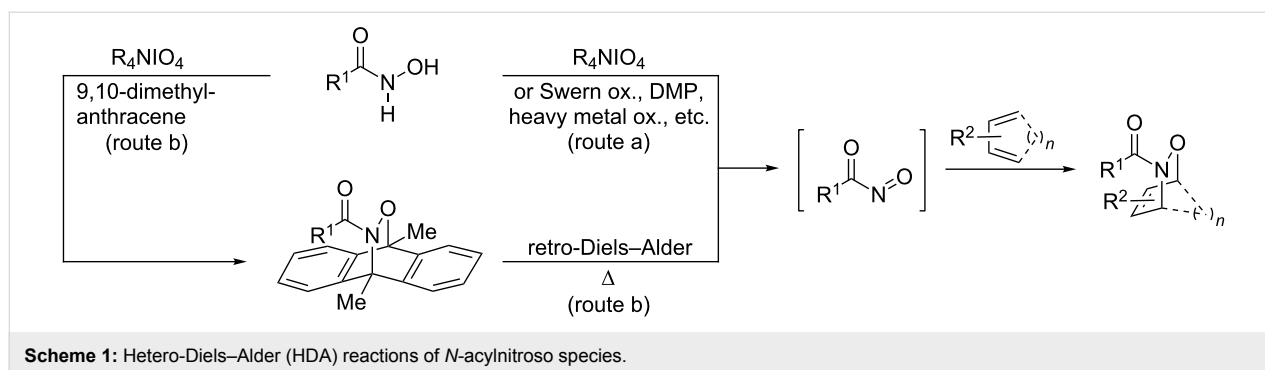 R₄NIO₄
9,10-dimethyl-
anthracene
(route b)
O
R¹
N
OH
H
R₄NIO₄
or Swern ox., DMP,
heavy metal ox., etc.
(route a)
O
R¹
N
O
Me
Me
retro-Diels–Alder
Δ
(route b)
O
R¹
N
O
R²
( )n
O
R¹
N
O
R²
( )n
Scheme 1: Hetero-Diels–Alder (HDA) reactions of N-acylnitroso species.